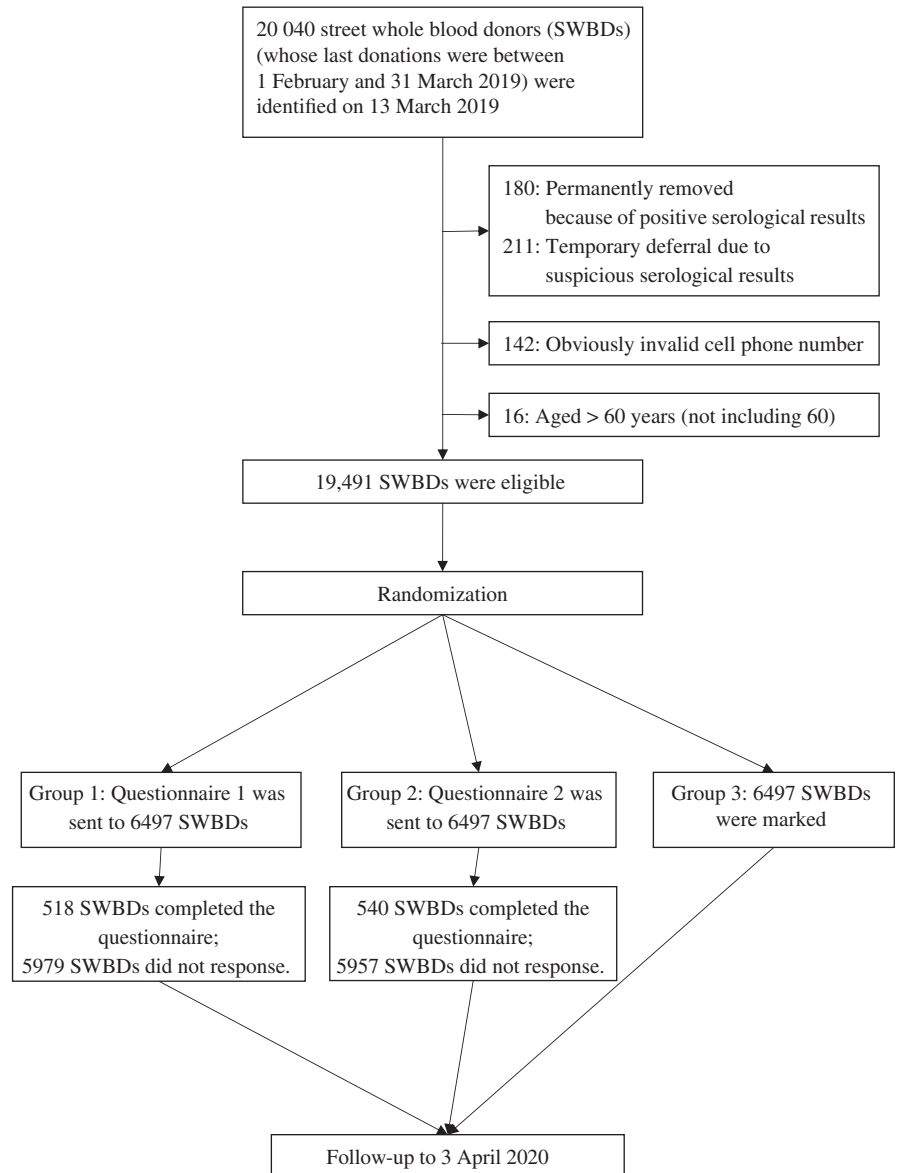 20 040 street whole blood donors (SWBDs)
(whose last donations were between
1 February and 31 March 2019) were
identified on 13 March 2019
180: Permanently removed
because of positive serological results
211: Temporary deferral due to
suspicious serological results
142: Obviously invalid cell phone number
16: Aged > 60 years (not including 60)
19,491 SWBDs were eligible
Randomization
Group 1: Questionnaire 1 was
sent to 6497 SWBDs
Group 2: Questionnaire 2 was
sent to 6497 SWBDs
Group 3: 6497 SWBDs
were marked
518 SWBDs completed the
questionnaire;
5979 SWBDs did not response.
540 SWBDs completed the
questionnaire;
5957 SWBDs did not response.
Follow-up to 3 April 2020